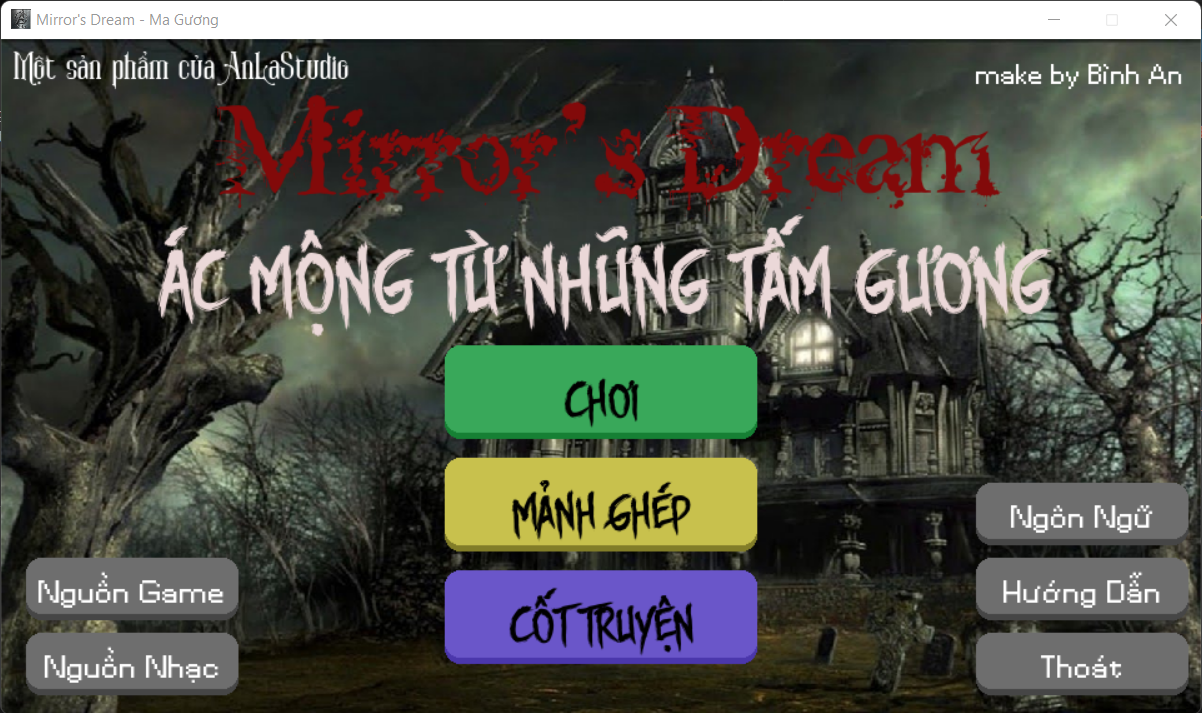 Mirror's Dream - Ma Gương
Một sản phẩm của AnLaStudio
make by Bình An
Mirror's Dream
ÁC MỘNG TỪ NHỮNG TẤM GƯƠNG
CHƠI
MẢNH GHÉP
CỐT TRUYỆN
Nguồn Game
Nguồn Nhạc
Ngôn Ngữ
Hướng Dẫn
Thoát